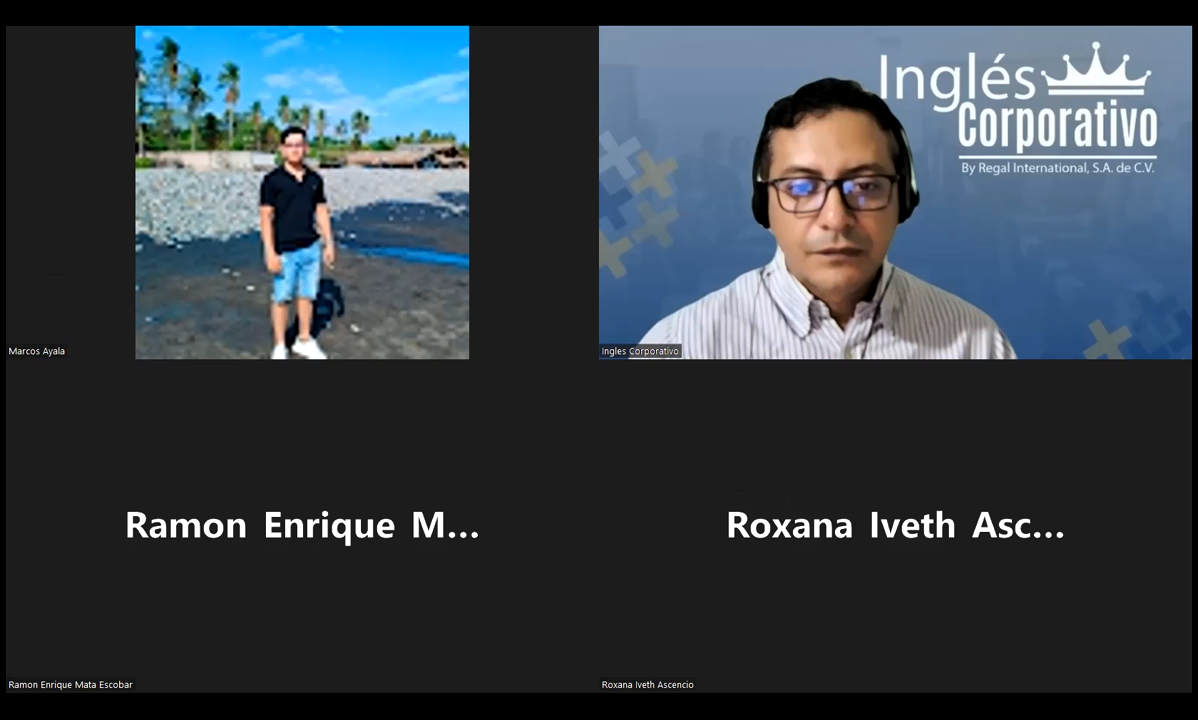 Inglés
Corporativo
By Regal International, S.A. de C.V.
Marcos Ayala
Ingles Corporativo
Ramon Enrique M...
Roxana Iveth Asc...
Ramon Enrique Mata Escobar
Roxana Iveth Ascencio